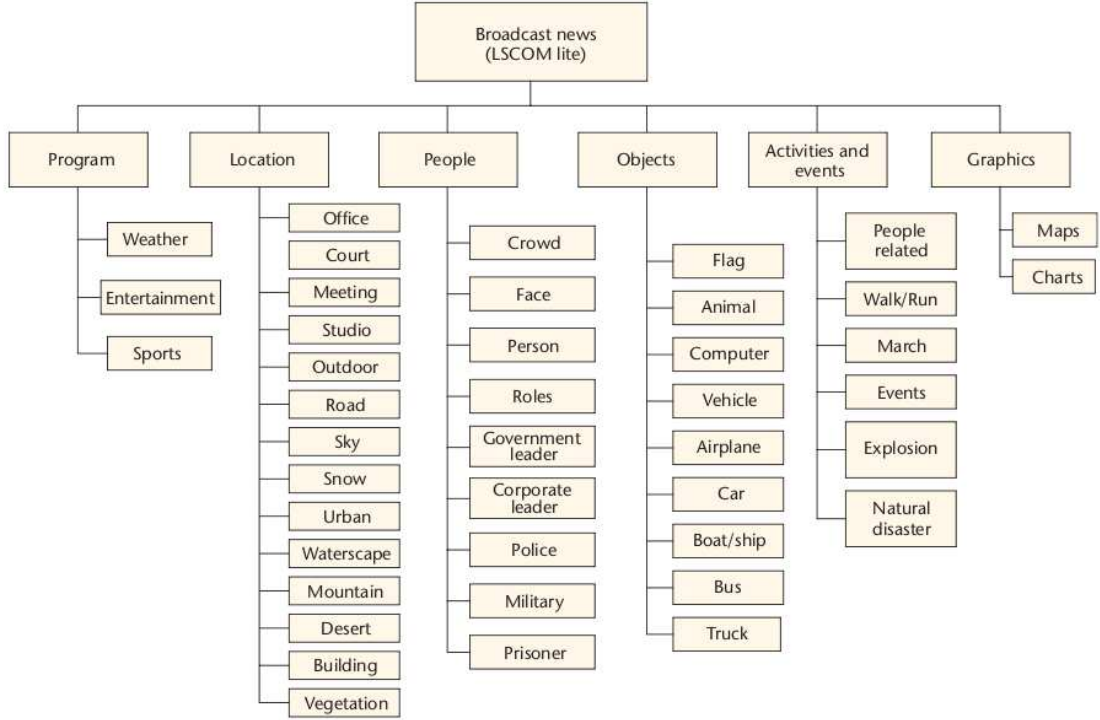 Broadcast news
(LSCOM lite)
Program
Location
People
Objects
Activities and
events
Graphics
Weather
Entertainment
Sports
Office
Court
Meeting
Studio
Outdoor
Road
Sky
Snow
Urban
Waterscape
Mountain
Desert
Building
Vegetation
Crowd
Face
Person
Roles
Government
leader
Corporate
leader
Police
Military
Prisoner
Flag
Animal
Computer
Vehicle
Airplane
Car
Boat/ship
Bus
Truck
People
related
Walk/Run
March
Events
Explosion
Natural
disaster
Maps
Charts